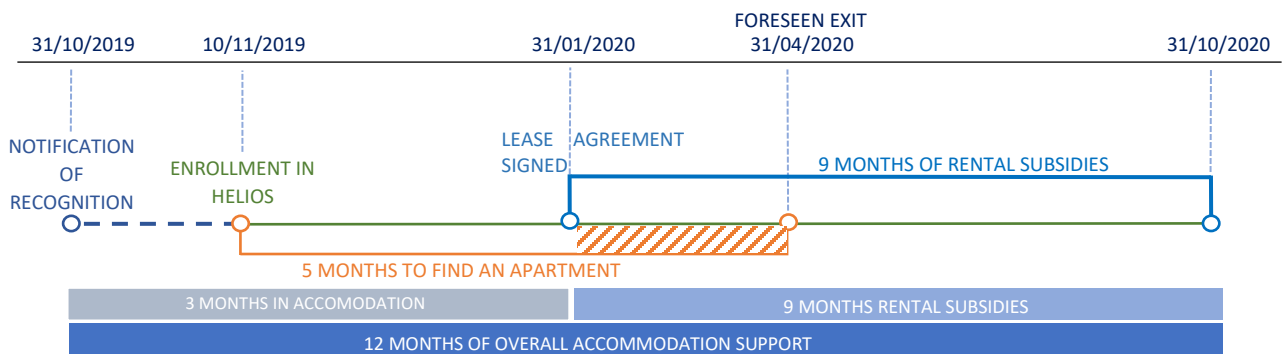 FORESEEN EXIT
31/10/2019 10/11/2019 31/01/2020 31/04/2020 31/10/2020
NOTIFICATION
OF
RECOGNITION
ENROLLMENT IN
HELIOS
LEASE AGREEMENT
SIGNED
9 MONTHS OF RENTAL SUBSIDIES
5 MONTHS TO FIND AN APARTMENT
3 MONTHS IN ACCOMODATION
9 MONTHS RENTAL SUBSIDIES
12 MONTHS OF OVERALL ACCOMMODATION SUPPORT